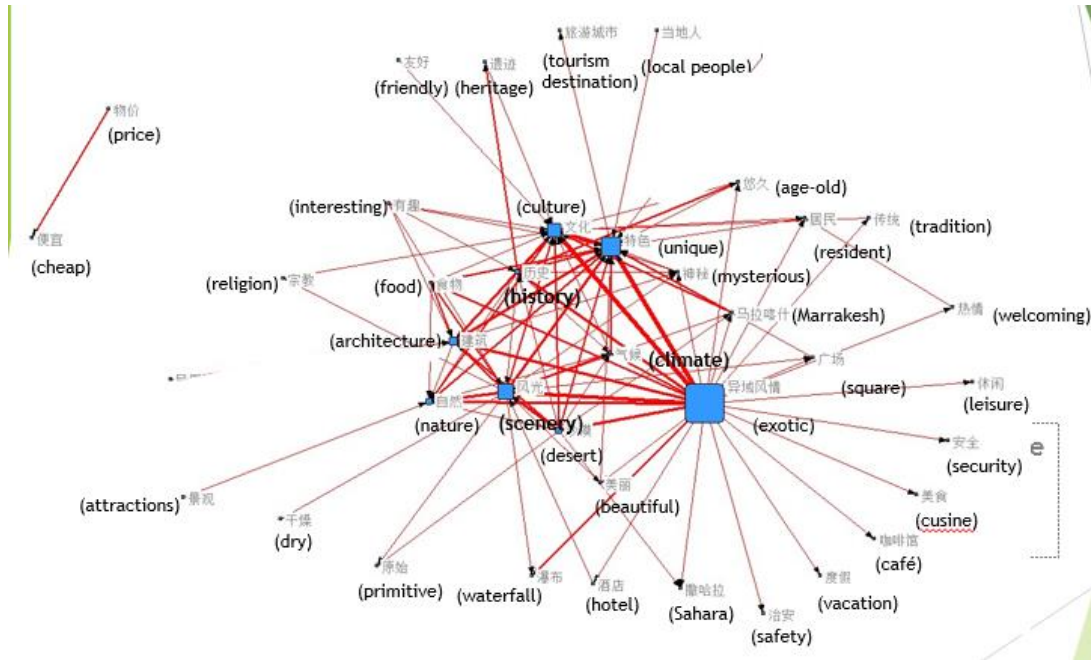 旅游城市
当地人
友好
遗迹
(tourism
destination)
(local people)
(friendly)
(heritage)
物价
(price)
悠久
(age-old)
有趣
(interesting)
(culture)
文化
居民
传统
(tradition)
特色
(unique)
(resident)
便宜
(cheap)
宗教
(religion)
食物
(food)
历史
(history)
神秘
(mysterious)
马拉喀什
(Marrakesh)
热情
(welcoming)
(architecture)
建筑
气候
(climate)
广场
(square)
异域风情
(exotic)
休闲
(leisure)
自然
(nature)
风光
(scenery)
(desert)
安全
(security)
e
(attractions)
景观
美丽
(beautiful)
美食
(cusine)
干燥
(dry)
咖啡馆
(café)
原始
(primitive)
瀑布
(waterfall)
酒店
(hotel)
撒哈拉
(Sahara)
度假
(vacation)
治安
(safety)